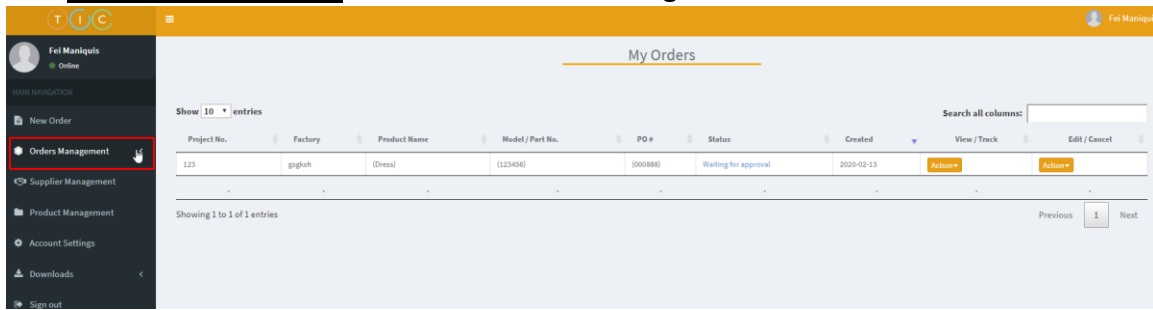 TIC
Fei Maniqui
Fei Maniquis
Online
MAIN NAVIGATION
New Order
Orders Management
Supplier Management
Product Management
Account Settings
Downloads
Sign out
My Orders
Show 10 entries
Search all columns:
Project No. Factory Product Name Model / Part No. PO # Status Created View / Track Edit / Cancel
123 gsgksh (Dress) (123456) (000888) Waiting for approval 2020-02-13 Action Action
Showing 1 to 1 of 1 entries
Previous 1 Next